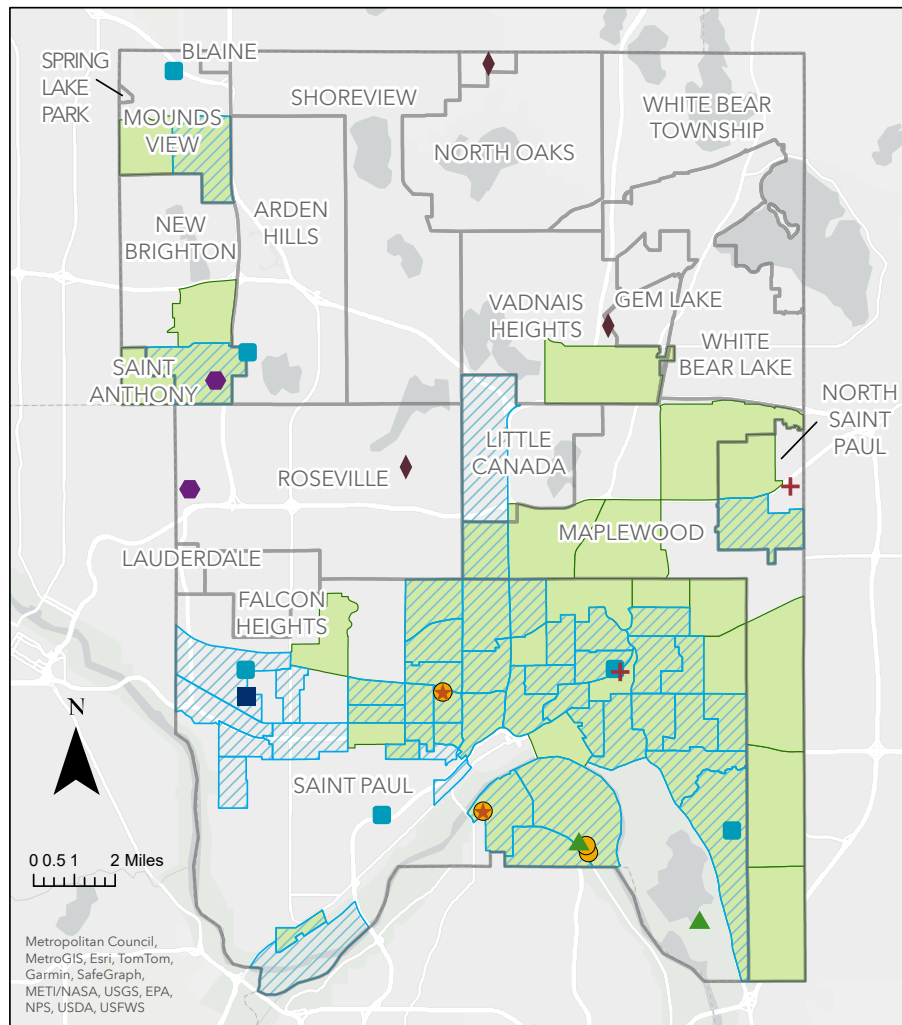 BLAINE
SPRING
LAKE
PARK
SHOREVIEW
WHITE BEAR
TOWNSHIP
MOUNDS
VIEW
NORTH OAKS
ARDEN
HILLS
NEW
BRIGHTON
VADNAIS
HEIGHTS
GEM LAKE
WHITE
BEAR LAKE
SAINT
ANTHONY
NORTH
SAINT
PAUL
LITTLE
CANADA
ROSEVILLE
MAPLEWOOD
LAUDERDALE
FALCON
HEIGHTS
N
SAINT PAUL
0 0.5 1 2 Miles
Metropolitan Council,
MetroGIS, Esri, TomTom,
Garmin, SafeGraph,
METI/NASA, USGS, EPA,
NPS, USDA, USFWS